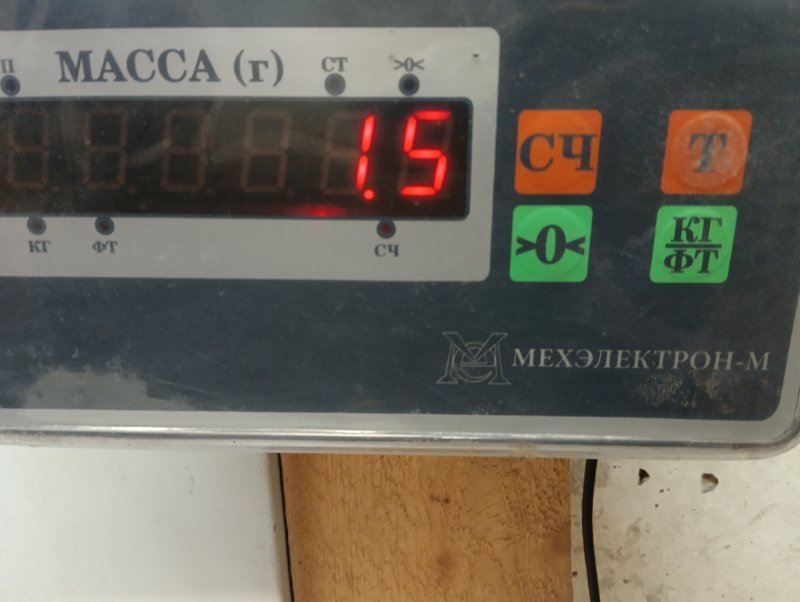 П МАССА (г) СТ >0<
1.5
КГ ФТ СЧ
СЧ Т
>0< КГ/ФТ
МЕХЭЛЕКТРОН-М